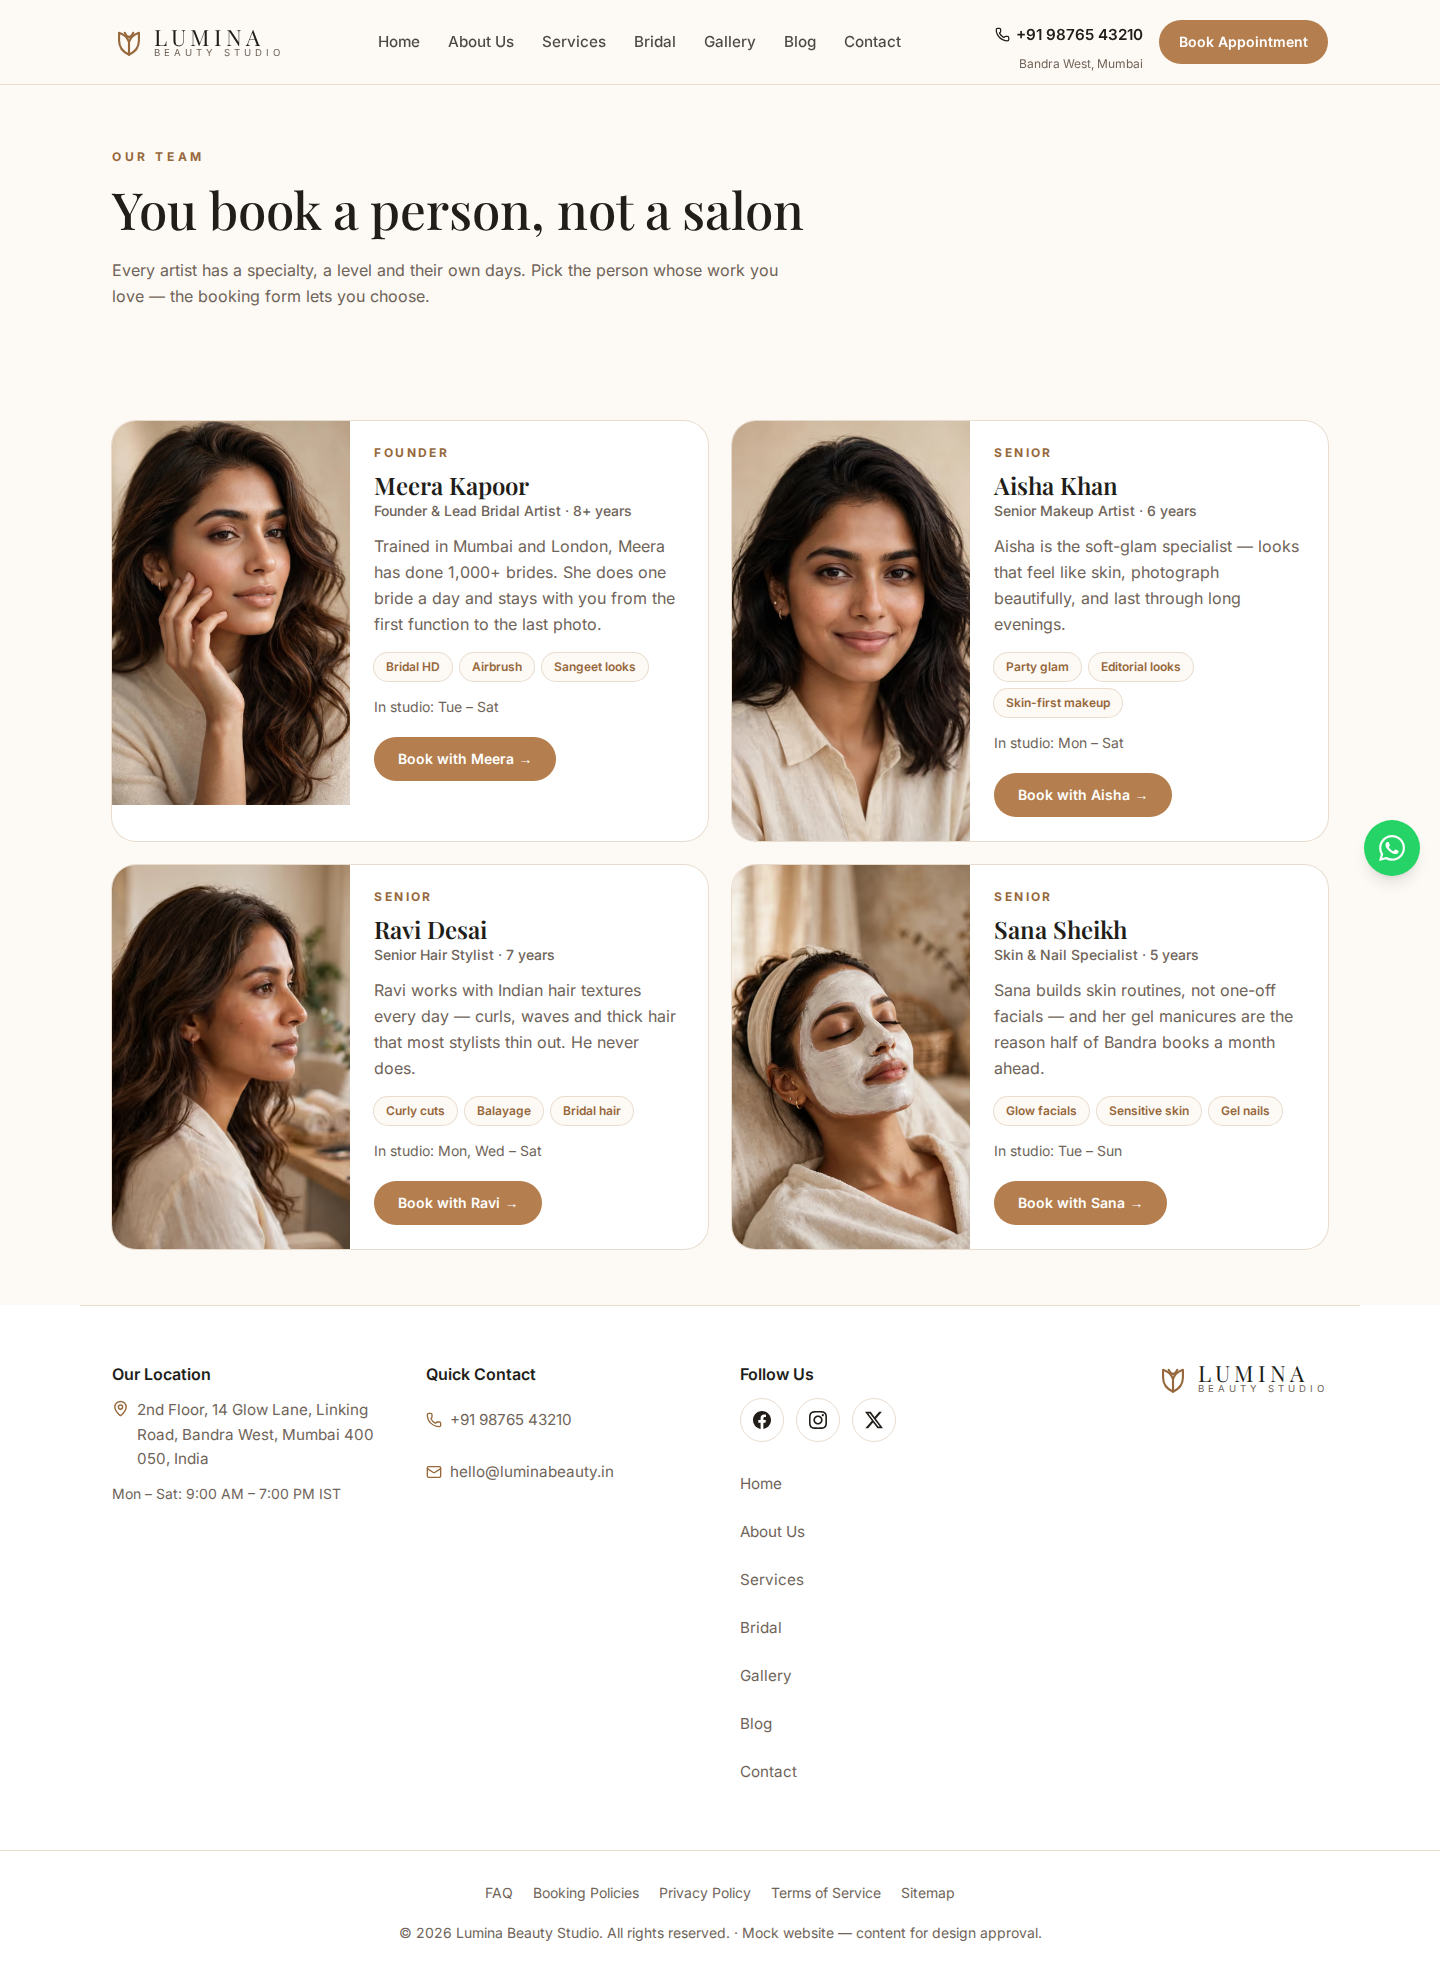 LUMINA
BEAUTY STUDIO
Home
About Us
Services
Bridal
Gallery
Blog
Contact
+91 98765 43210
Bandra West, Mumbai
Book Appointment
OUR TEAM
You book a person, not a salon
Every artist has a specialty, a level and their own days. Pick the person whose work you
love — the booking form lets you choose.
FOUNDER
Meera Kapoor
Founder & Lead Bridal Artist · 8+ years
Trained in Mumbai and London, Meera
has done 1,000+ brides. She does one
bride a day and stays with you from the
first function to the last photo.
Bridal HD
Airbrush
Sangeet looks
In studio: Tue – Sat
Book with Meera →
SENIOR
Aisha Khan
Senior Makeup Artist · 6 years
Aisha is the soft-glam specialist — looks
that feel like skin, photograph
beautifully, and last through long
evenings.
Party glam
Editorial looks
Skin-first makeup
In studio: Mon – Sat
Book with Aisha →
SENIOR
Ravi Desai
Senior Hair Stylist · 7 years
Ravi works with Indian hair textures
every day — curls, waves and thick hair
that most stylists thin out. He never
does.
Curly cuts
Balayage
Bridal hair
In studio: Mon, Wed – Sat
Book with Ravi →
SENIOR
Sana Sheikh
Skin & Nail Specialist · 5 years
Sana builds skin routines, not one-off
facials — and her gel manicures are the
reason half of Bandra books a month
ahead.
Glow facials
Sensitive skin
Gel nails
In studio: Tue – Sun
Book with Sana →
Our Location
2nd Floor, 14 Glow Lane, Linking
Road, Bandra West, Mumbai 400
050, India
Mon – Sat: 9:00 AM – 7:00 PM IST
Quick Contact
+91 98765 43210
hello@luminabeauty.in
Follow Us
Home
About Us
Services
Bridal
Gallery
Blog
Contact
LUMINA
BEAUTY STUDIO
FAQ
Booking Policies
Privacy Policy
Terms of Service
Sitemap
© 2026 Lumina Beauty Studio. All rights reserved. · Mock website — content for design approval.